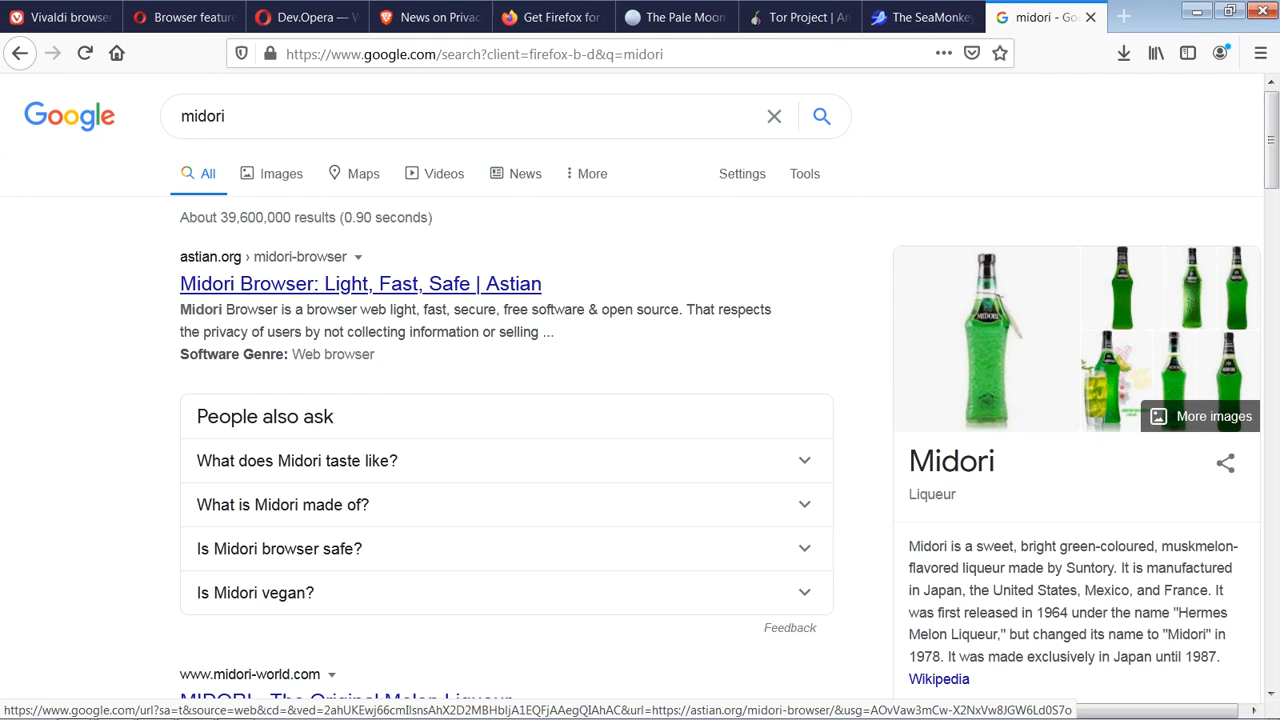 Vivaldi browser
Browser feature
Dev.Opera — W
News on Privac
Get Firefox for
The Pale Moon
Tor Project | An
The SeaMonkey
midori - Goo
https://www.google.com/search?client=firefox-b-d&q=midori
Google
midori
All
Images
Maps
Videos
News
More
Settings
Tools
About 39,600,000 results (0.90 seconds)
astian.org › midori-browser
Midori Browser: Light, Fast, Safe | Astian
Midori Browser is a browser web light, fast, secure, free software & open source. That respects
the privacy of users by not collecting information or selling ...
Software Genre: Web browser
People also ask
What does Midori taste like?
What is Midori made of?
Is Midori browser safe?
Is Midori vegan?
Feedback
www.midori-world.com
MIDORI - The Original Melon Liqueur
MIDORI
More images
Midori
Liqueur
Midori is a sweet, bright green-coloured, muskmelon-
flavored liqueur made by Suntory. It is manufactured
in Japan, the United States, Mexico, and France. It
was first released in 1964 under the name "Hermes
Melon Liqueur," but changed its name to "Midori" in
1978. It was made exclusively in Japan until 1987.
Wikipedia
https://www.google.com/url?sa=t&source=web&cd=&ved=2ahUKEwj66cmIlsnsAhX2D2MBHbljA1EQFjAAegQIAhAC&url=https://astian.org/midori-browser/&usg=AOvVaw3mCw-X2NxVw8JGW6Ld0S7o